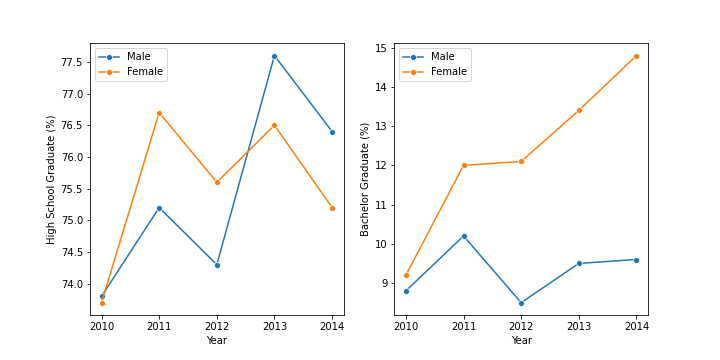 Male
Female
77.5
77.0
76.5
76.0
75.5
75.0
74.5
74.0
High School Graduate (%)
2010 2011 2012 2013 2014
Year
Male
Female
15
14
13
12
11
10
9
Bachelor Graduate (%)
2010 2011 2012 2013 2014
Year